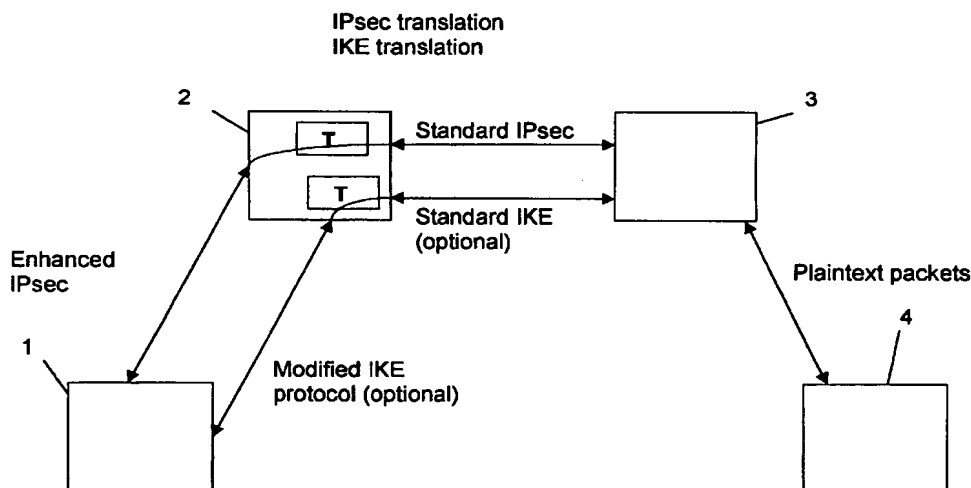 IPsec translation
IKE translation
2
3
T
Standard IPsec
T
Standard IKE
(optional)
Enhanced
IPsec
Plaintext packets
4
1
Modified IKE
protocol (optional)